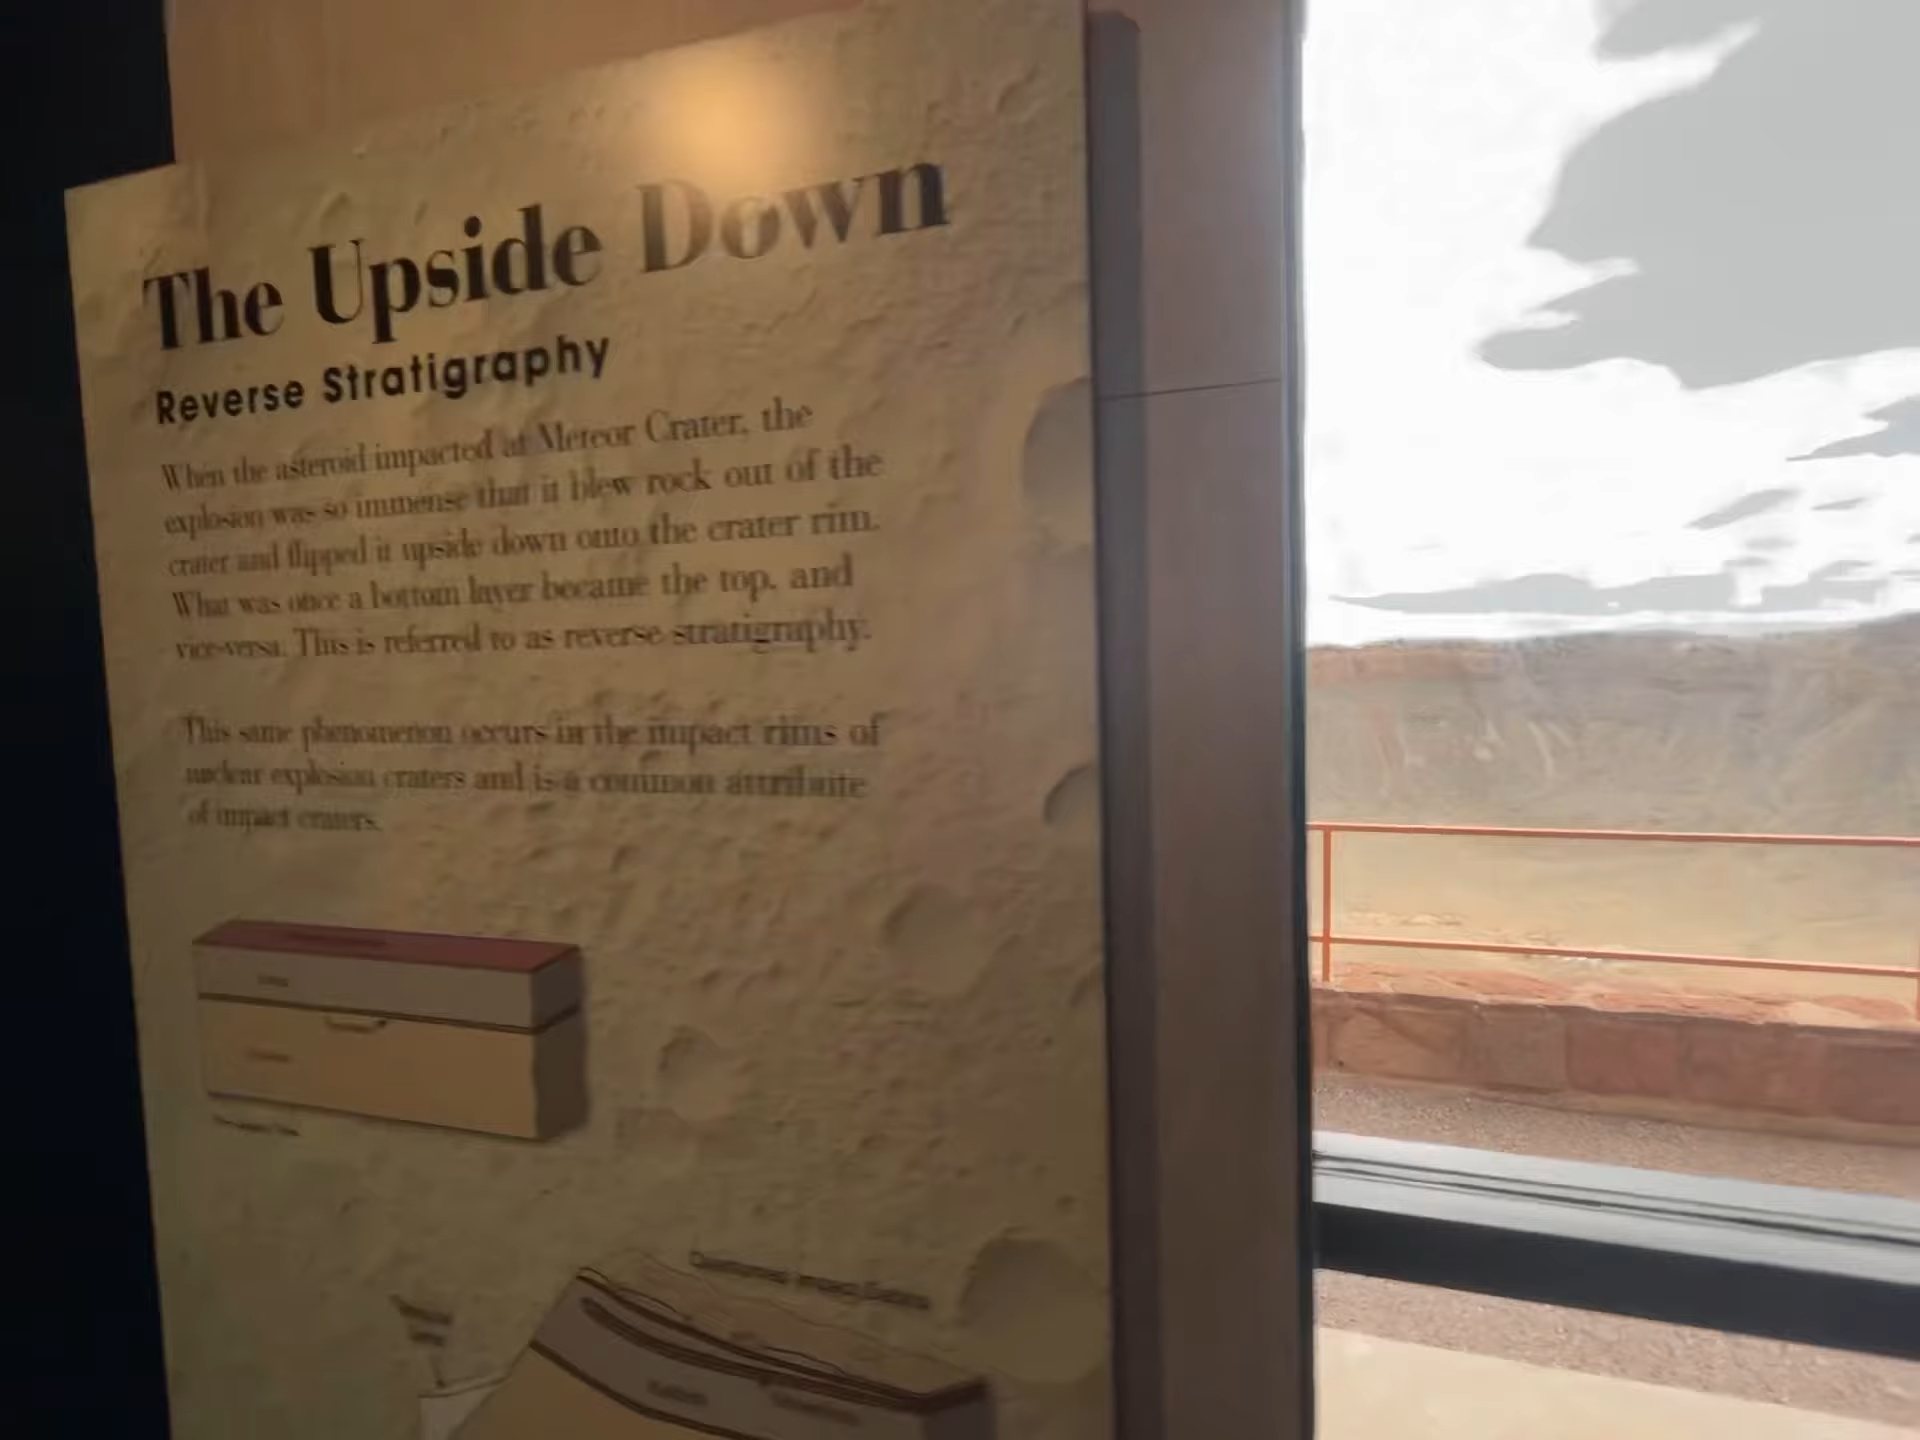 The Upside Down
Reverse Stratigraphy
When the asteroid impacted at Meteor Crater, the
explosion was so immense that it blew rock out of the
crater and flipped it upside down onto the crater rim.
What was once a bottom layer became the top, and
vice-versa. This is referred to as reverse stratigraphy.
This same phenomenon occurs in the impact rims of
nuclear explosion craters and is a common attribute
of impact craters.